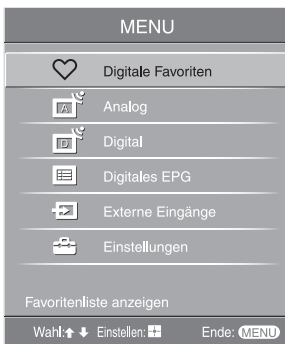 MENU
Digitale Favoriten
A Analog
D Digital
Digitales EPG
Externe Eingänge
Einstellungen
Favoritenliste anzeigen
Wahl: Einstellen: Ende: MENU